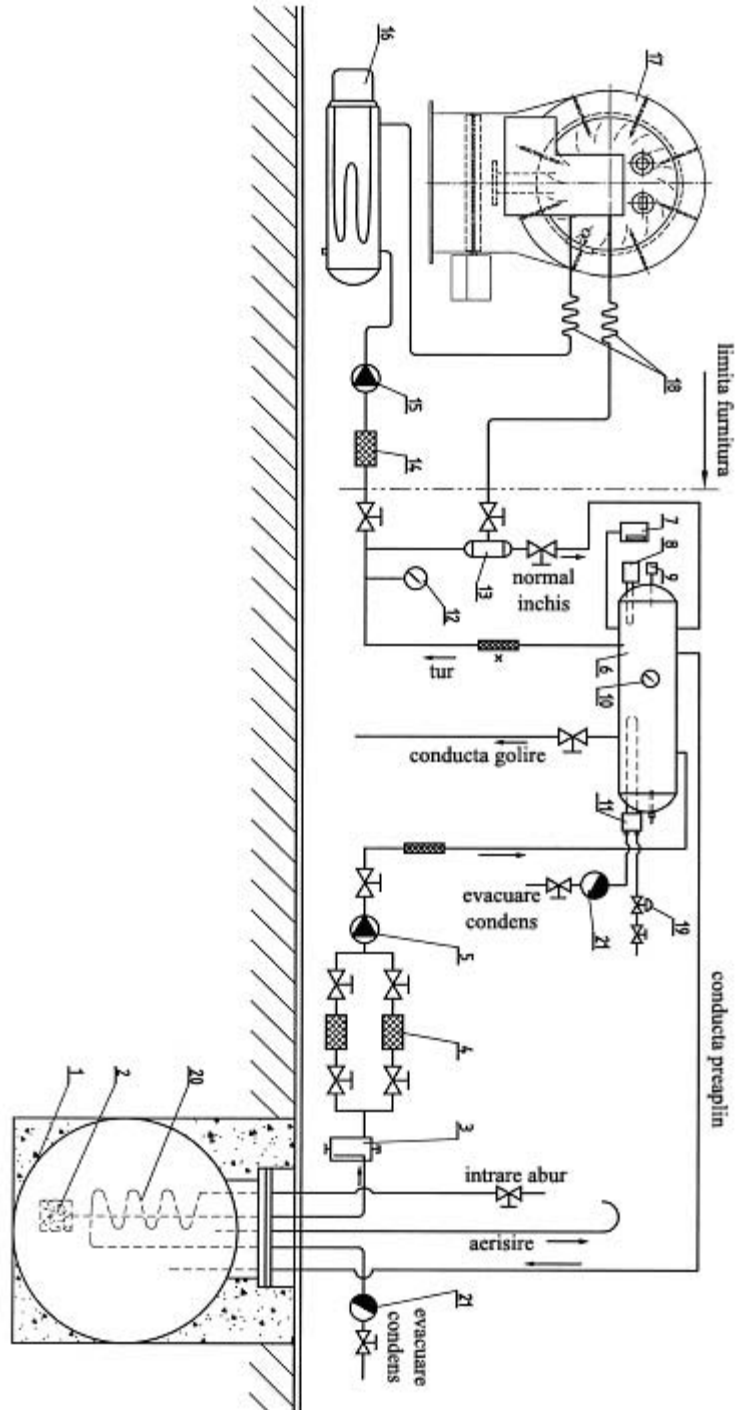 16
17
18
15
14
limita furnitura
7
8
9
13
normal
inchis
12
6
10
tur
conducta golire
11
evacuare
condens
21
19
5
4
conducta preaplin
3
1
2
20
intrare abur
aerisire
21
evacuare
condens